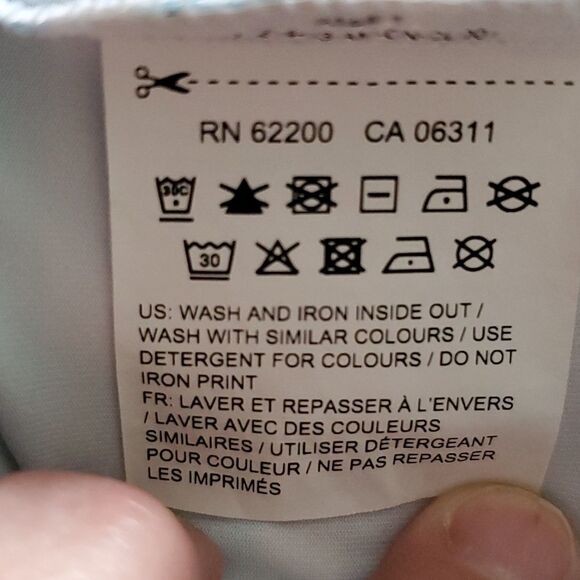 RN 62200 CA 06311
30C
30
US: WASH AND IRON INSIDE OUT /
WASH WITH SIMILAR COLOURS / USE
DETERGENT FOR COLOURS / DO NOT
IRON PRINT
FR: LAVER ET REPASSER À L'ENVERS
/ LAVER AVEC DES COULEURS
SIMILAIRES / UTILISER DÉTERGEANT
POUR COULEUR / NE PAS REPASSER
LES IMPRIMÉS